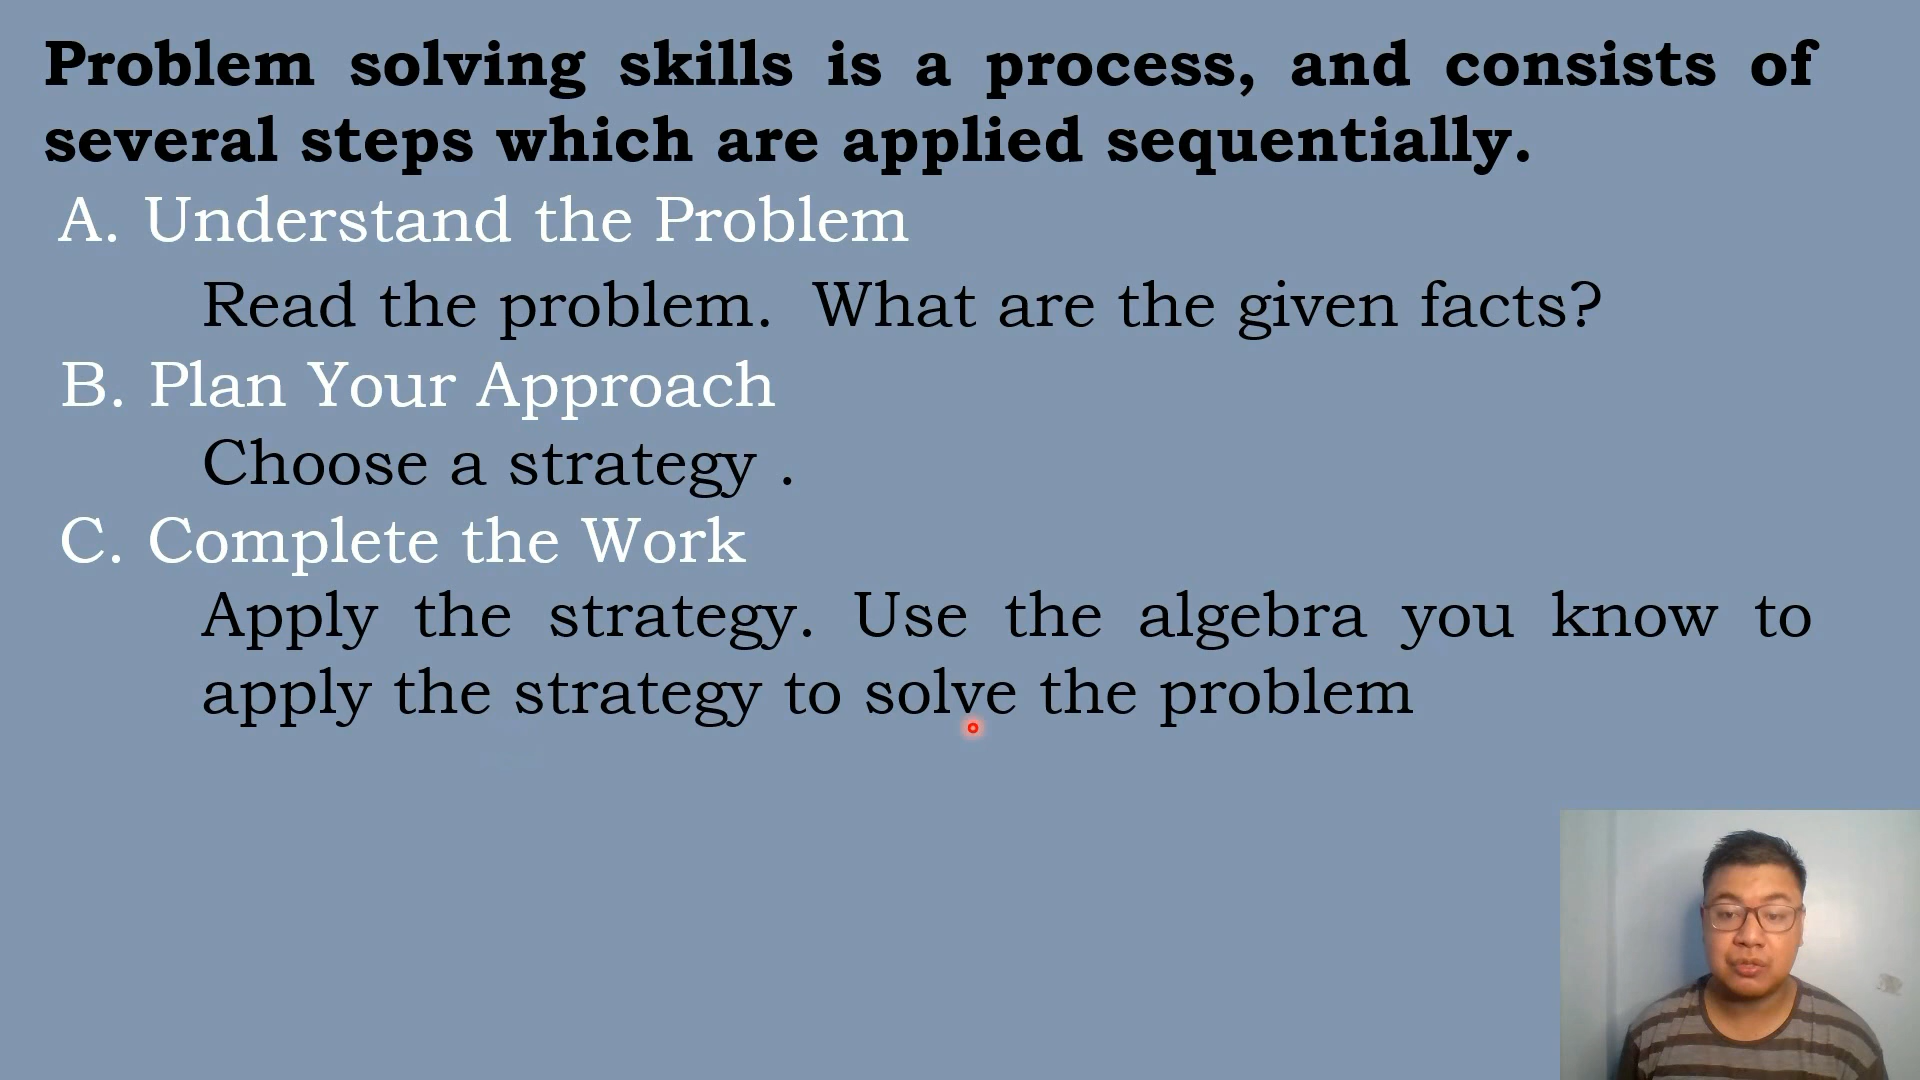 Problem solving skills is a process, and consists of
several steps which are applied sequentially.
A. Understand the Problem
Read the problem. What are the given facts?
B. Plan Your Approach
Choose a strategy .
C. Complete the Work
Apply the strategy. Use the algebra you know to
apply the strategy to solve the problem